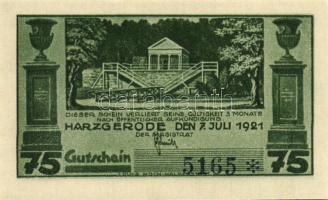 DIESER SCHEIN VERLIERT SEINE GÜLTIGKEIT 3 MONATE
NACH ÖFFENTLICHER AUFKÜNDIGUNG
HARZGERODE DEN 7. JULI 1921
DER MAGISTRAT
75 Gutschein 5165 * 75